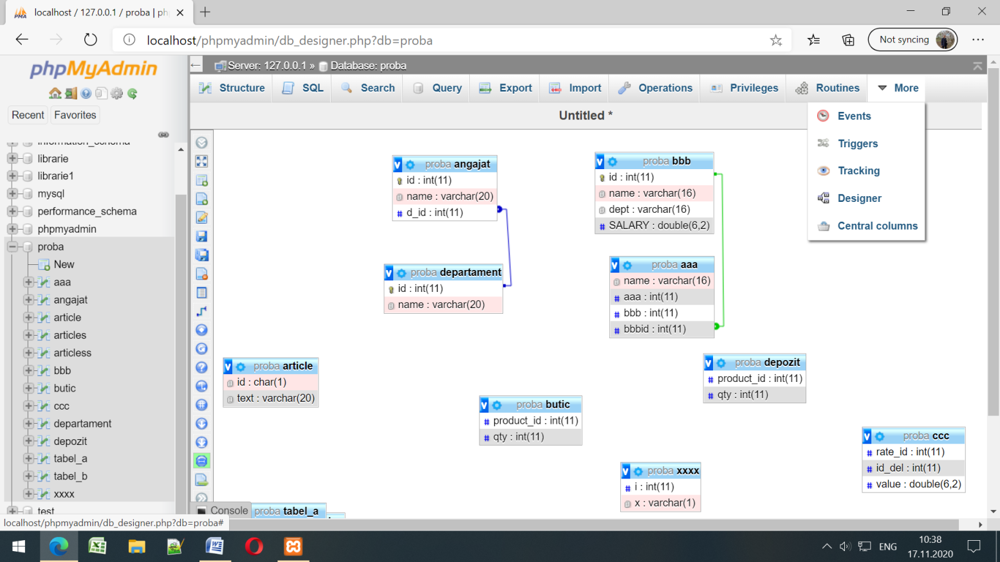 localhost / 127.0.0.1 / proba | ph
localhost/phpmyadmin/db_designer.php?db=proba
Not syncing
phpMyAdmin
Recent
Favorites
information_schema
librarie
librarie1
mysql
performance_schema
phpmyadmin
proba
New
aaa
angajat
article
articles
articless
bbb
butic
ccc
departament
depozit
tabel_a
tabel_b
xxxx
test
localhost/phpmyadmin/db_designer.php?db=proba#
Server: 127.0.0.1 » Database: proba
Structure SQL Search Query Export Import Operations Privileges Routines More
Untitled *
Events
Triggers
Tracking
Designer
Central columns
proba angajat
id : int(11)
name : varchar(20)
# d_id : int(11)
proba bbb
id : int(11)
name : varchar(16)
dept : varchar(16)
# SALARY : double(6,2)
proba departament
id : int(11)
name : varchar(20)
proba aaa
name : varchar(16)
# aaa : int(11)
# bbb : int(11)
# bbbid : int(11)
proba article
id : char(1)
text : varchar(20)
proba depozit
# product_id : int(11)
# qty : int(11)
proba butic
# product_id : int(11)
# qty : int(11)
proba ccc
# rate_id : int(11)
# id_del : int(11)
# value : double(6,2)
proba xxxx
# i : int(11)
x : varchar(1)
Console
proba tabel_a
ENG
10:38
17.11.2020